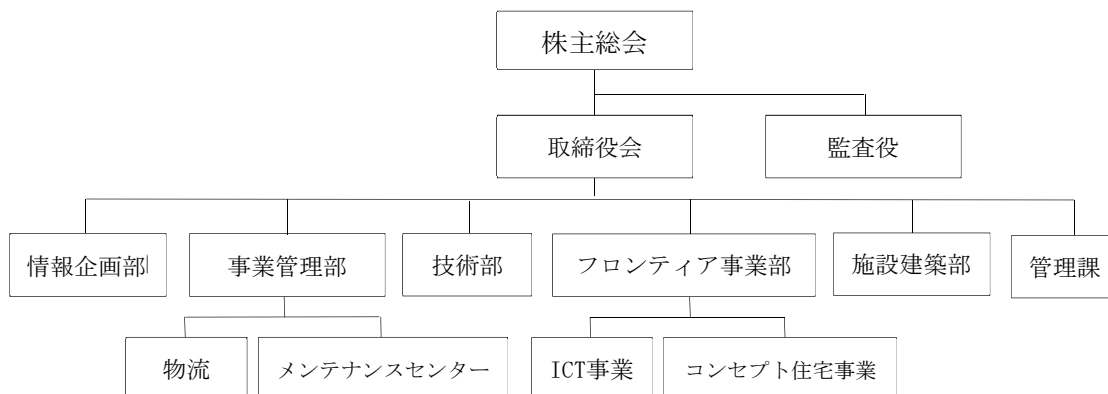 株主総会
取締役会
監査役
情報企画部
事業管理部
技術部
フロンティア事業部
施設建築部
管理課
物流
メンテナンスセンター
ICT事業
コンセプト住宅事業